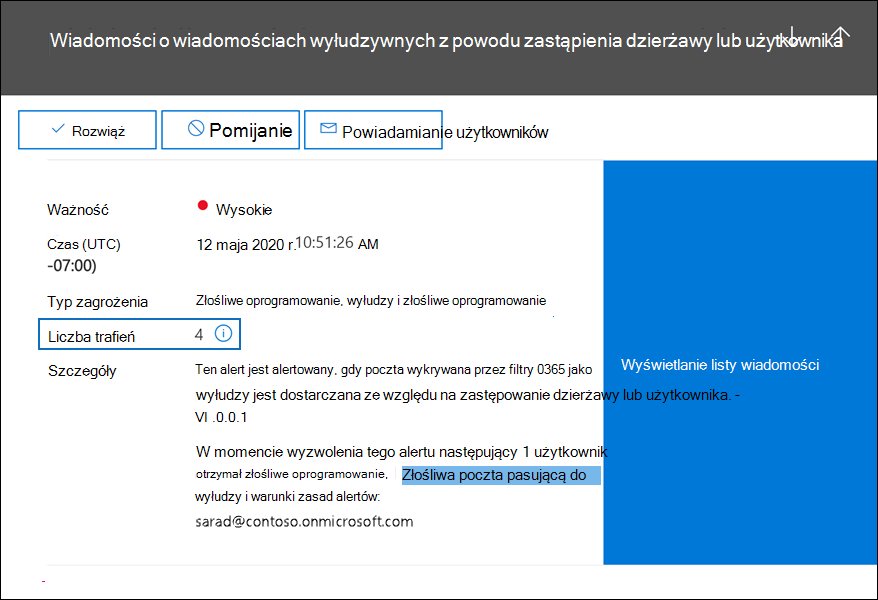 Wiadomości o wiadomościach wyłudzywnych z powodu zastąpienia dzierżawy lub użytkownika
Rozwiąż Pomijanie Powiadamianie użytkowników
Ważność Wysokie
Czas (UTC) 12 maja 2020 r.10:51:26 AM
-07:00)
Typ zagrożenia Złośliwe oprogramowanie, wyłudzy i złośliwe oprogramowanie
Liczba trafień 4
Szczegóły Ten alert jest alertowany, gdy poczta wykrywana przez filtry 0365 jako
wyłudzy jest dostarczana ze względu na zastępowanie dzierżawy lub użytkownika. -
VI .0.0.1
W momencie wyzwolenia tego alertu następujący 1 użytkownik
otrzymał złośliwe oprogramowanie, Złośliwa poczta pasującą do
wyłudzy i warunki zasad alertów:
sarad@contoso.onmicrosoft.com
Wyświetlanie listy wiadomości